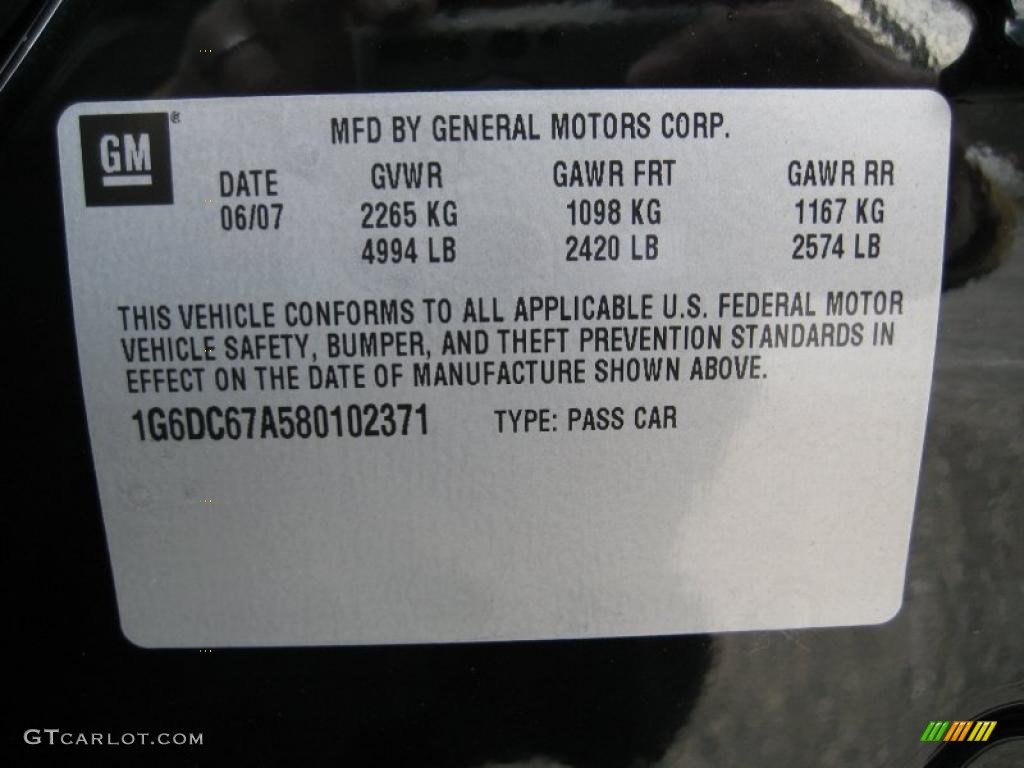 GM ®
MFD BY GENERAL MOTORS CORP.
DATE GVWR GAWR FRT GAWR RR
06/07 2265 KG 1098 KG 1167 KG
4994 LB 2420 LB 2574 LB
THIS VEHICLE CONFORMS TO ALL APPLICABLE U.S. FEDERAL MOTOR
VEHICLE SAFETY, BUMPER, AND THEFT PREVENTION STANDARDS IN
EFFECT ON THE DATE OF MANUFACTURE SHOWN ABOVE.
1G6DC67A580102371 TYPE: PASS CAR
GTCARLOT.COM